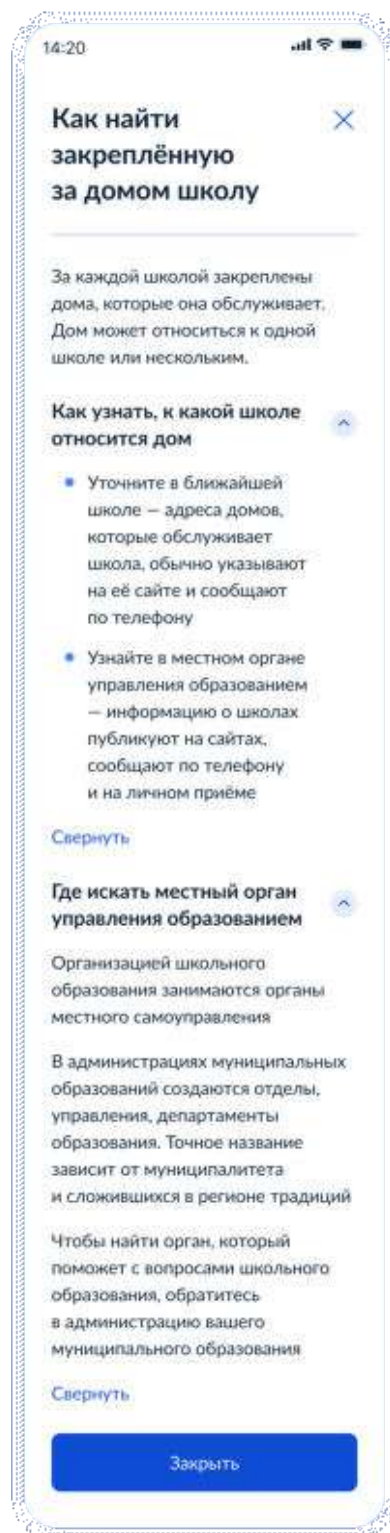 14:20
Как найти
закреплённую
за домом школу
За каждой школой закреплены
дома, которые она обслуживает.
Дом может относиться к одной
школе или нескольким.
Как узнать, к какой школе
относится дом
Уточните в ближайшей
школе — адреса домов,
которые обслуживает
школа, обычно указывают
на её сайте и сообщают
по телефону
Узнайте в местном органе
управления образованием
— информацию о школах
публикуют на сайтах,
сообщают по телефону
и на личном приёме
Свернуть
Где искать местный орган
управления образованием
Организацией школьного
образования занимаются органы
местного самоуправления
В администрациях муниципальных
образований создаются отделы,
управления, департаменты
образования. Точное название
зависит от муниципалитета
и сложившихся в регионе традиций
Чтобы найти орган, который
поможет с вопросами школьного
образования, обратитесь
в администрацию вашего
муниципального образования
Свернуть
Закрыть